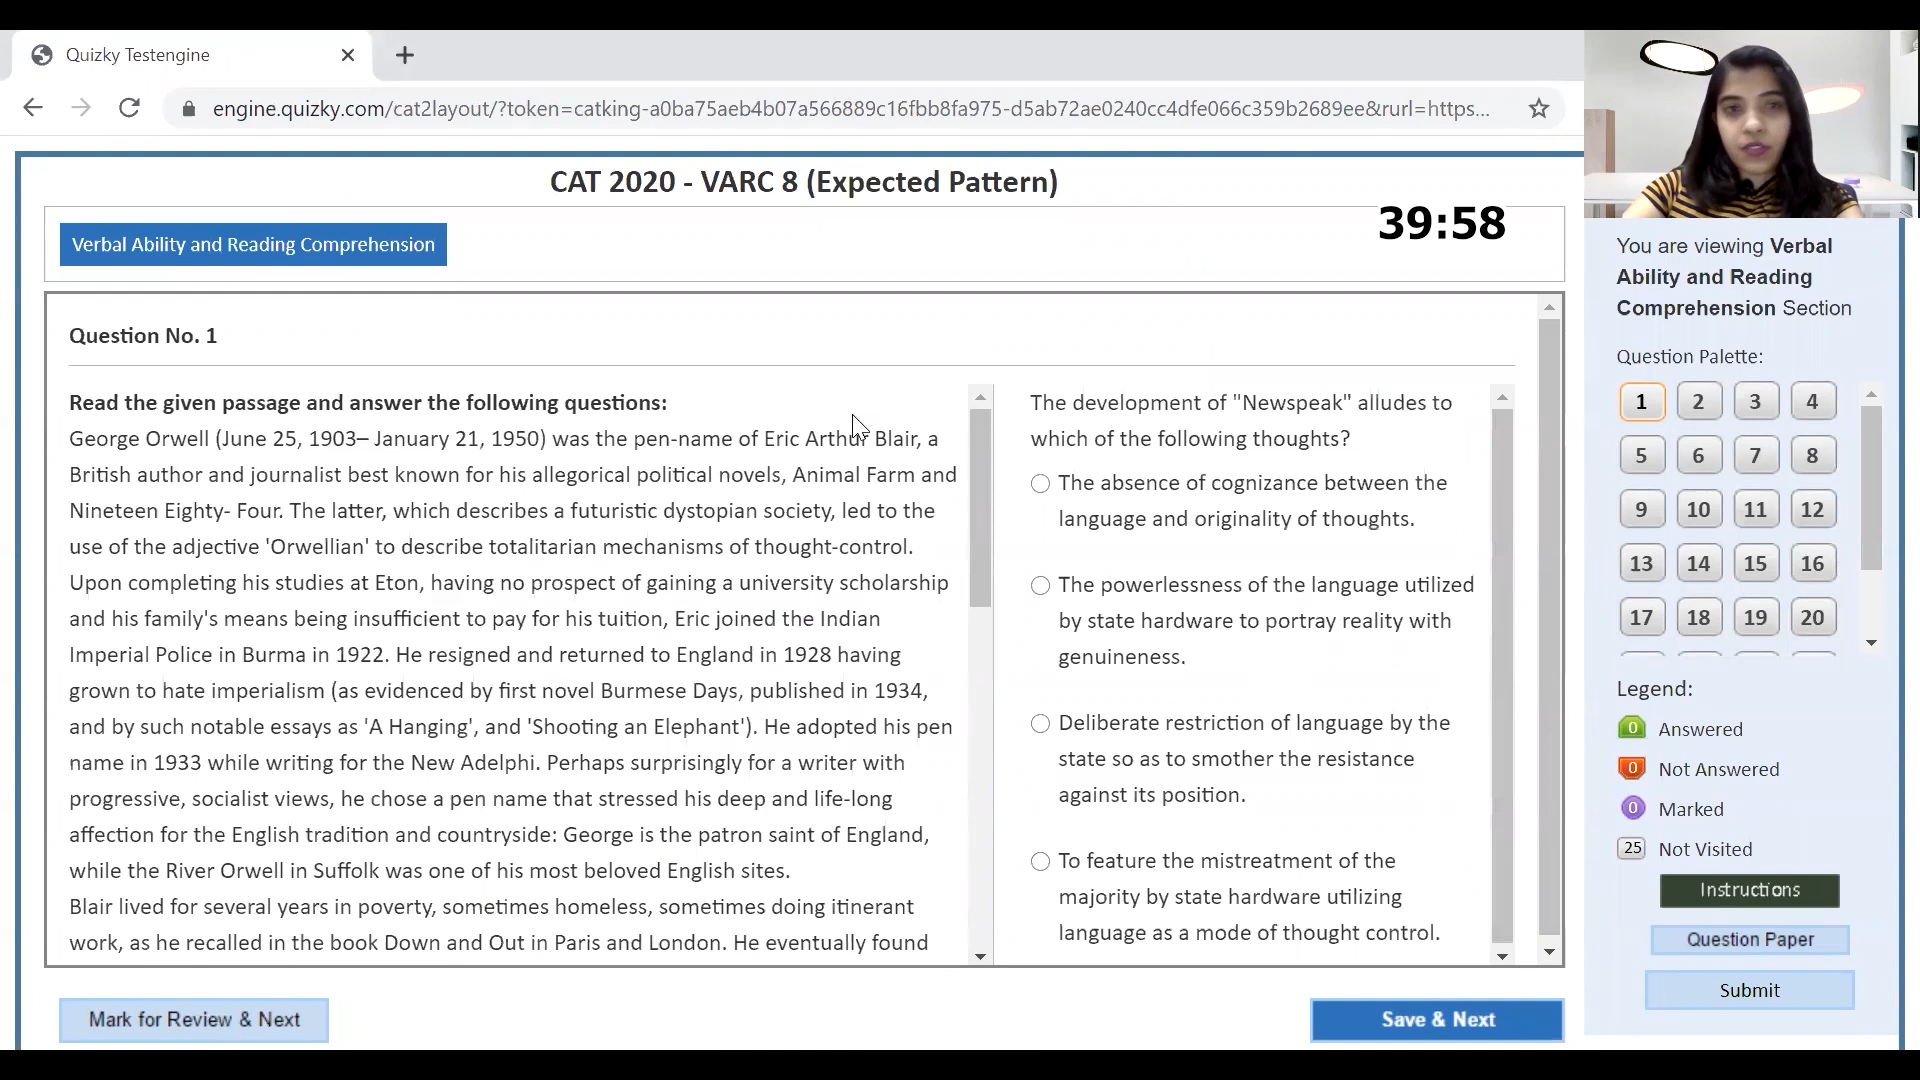 Quizky Testengine
engine.quizky.com/cat2layout/?token=catking-a0ba75aeb4b07a566889c16fbb8fa975-d5ab72ae0240cc4dfe066c359b2689ee&rurl=https...
CAT 2020 - VARC 8 (Expected Pattern)
39:58
Verbal Ability and Reading Comprehension
Question No. 1
Read the given passage and answer the following questions:
George Orwell (June 25, 1903– January 21, 1950) was the pen-name of Eric Arthur Blair, a
British author and journalist best known for his allegorical political novels, Animal Farm and
Nineteen Eighty- Four. The latter, which describes a futuristic dystopian society, led to the
use of the adjective 'Orwellian' to describe totalitarian mechanisms of thought-control.
Upon completing his studies at Eton, having no prospect of gaining a university scholarship
and his family's means being insufficient to pay for his tuition, Eric joined the Indian
Imperial Police in Burma in 1922. He resigned and returned to England in 1928 having
grown to hate imperialism (as evidenced by first novel Burmese Days, published in 1934,
and by such notable essays as 'A Hanging', and 'Shooting an Elephant'). He adopted his pen
name in 1933 while writing for the New Adelphi. Perhaps surprisingly for a writer with
progressive, socialist views, he chose a pen name that stressed his deep and life-long
affection for the English tradition and countryside: George is the patron saint of England,
while the River Orwell in Suffolk was one of his most beloved English sites.
Blair lived for several years in poverty, sometimes homeless, sometimes doing itinerant
work, as he recalled in the book Down and Out in Paris and London. He eventually found
The development of "Newspeak" alludes to
which of the following thoughts?
The absence of cognizance between the
language and originality of thoughts.
The powerlessness of the language utilized
by state hardware to portray reality with
genuineness.
Deliberate restriction of language by the
state so as to smother the resistance
against its position.
To feature the mistreatment of the
majority by state hardware utilizing
language as a mode of thought control.
Mark for Review & Next
Save & Next
You are viewing Verbal
Ability and Reading
Comprehension Section
Question Palette:
1 2 3 4
5 6 7 8
9 10 11 12
13 14 15 16
17 18 19 20
Legend:
0 Answered
0 Not Answered
0 Marked
25 Not Visited
Instructions
Question Paper
Submit